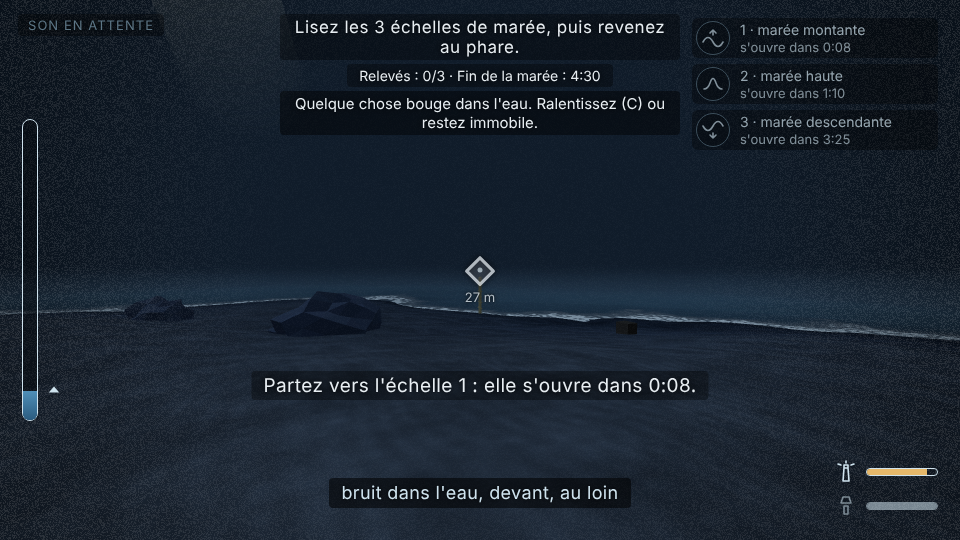 SON EN ATTENTE
Lisez les 3 échelles de marée, puis revenez
au phare.
Relevés : 0/3 · Fin de la marée : 4:30
Quelque chose bouge dans l'eau. Ralentissez (C) ou
restez immobile.
1 · marée montante
s'ouvre dans 0:08
2 · marée haute
s'ouvre dans 1:10
3 · marée descendante
s'ouvre dans 3:25
27 m
Partez vers l'échelle 1 : elle s'ouvre dans 0:08.
bruit dans l'eau, devant, au loin